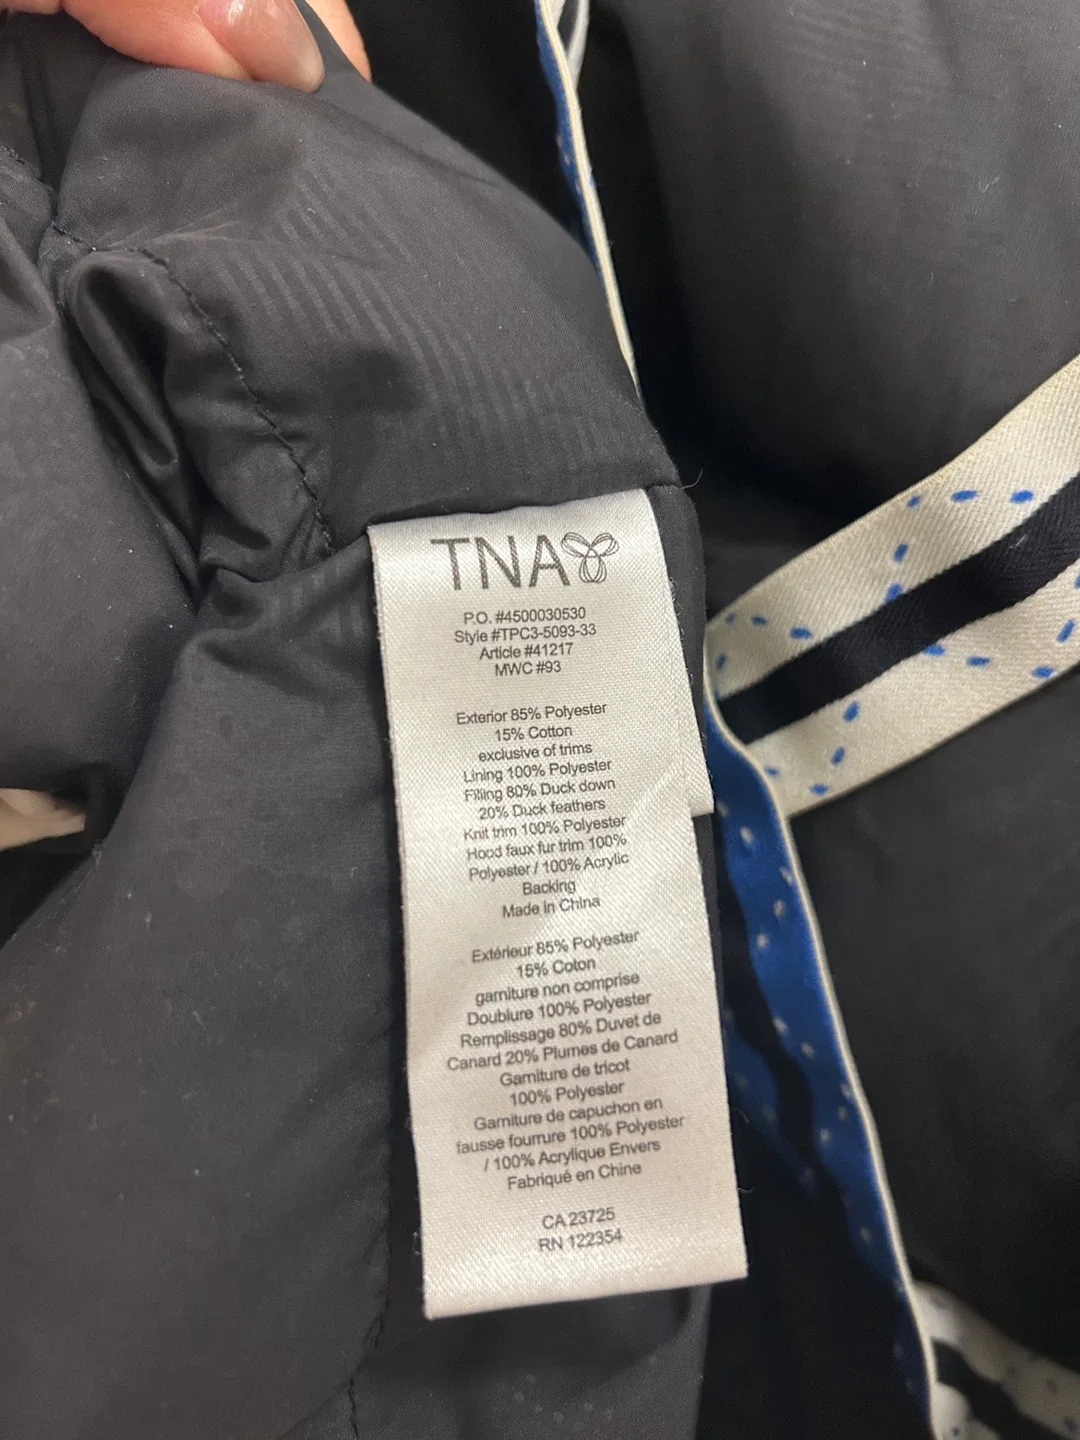 TNA
P.O. #4500030530
Style #TPC3-5093-33
Article #41217
MWC #93
Exterior 85% Polyester
15% Cotton
exclusive of trims
Lining 100% Polyester
Filling 80% Duck down
20% Duck feathers
Knit trim 100% Polyester
Hood faux fur trim 100%
Polyester / 100% Acrylic
Backing
Made in China
Extérieur 85% Polyester
15% Coton
garniture non comprise
Doublure 100% Polyester
Remplissage 80% Duvet de
Canard 20% Plumes de Canard
Garniture de tricot
100% Polyester
Garniture de capuchon en
fausse fourrure 100% Polyester
/ 100% Acrylique Envers
Fabriqué en Chine
CA 23725
RN 122354